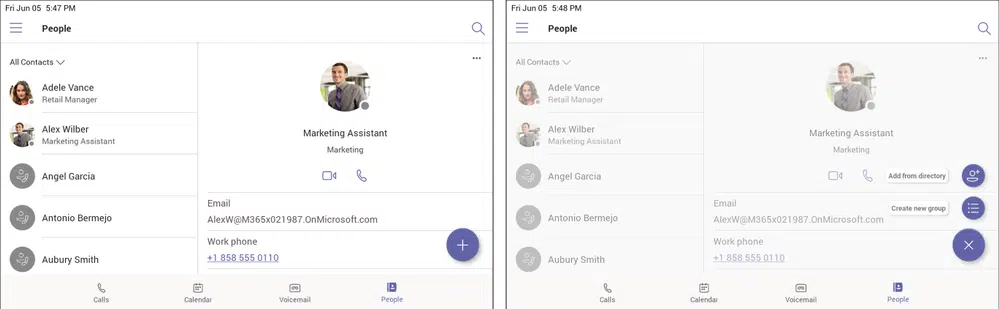 Fri Jun 05 5:47 PM
People
All Contacts
Adele Vance
Retail Manager
Alex Wilber
Marketing Assistant
Angel Garcia
Antonio Bermejo
Aubury Smith
Marketing Assistant
Marketing
Email
AlexW@M365x021987.OnMicrosoft.com
Work phone
+1 858 555 0110
Calls
Calendar
Voicemail
People
Fri Jun 05 5:48 PM
People
All Contacts
Adele Vance
Retail Manager
Alex Wilber
Marketing Assistant
Angel Garcia
Antonio Bermejo
Aubury Smith
Marketing Assistant
Marketing
Add from directory
Create new group
Email
AlexW@M365x021987.OnMicrosoft.com
Work phone
+1 858 555 0110
Calls
Calendar
Voicemail
People